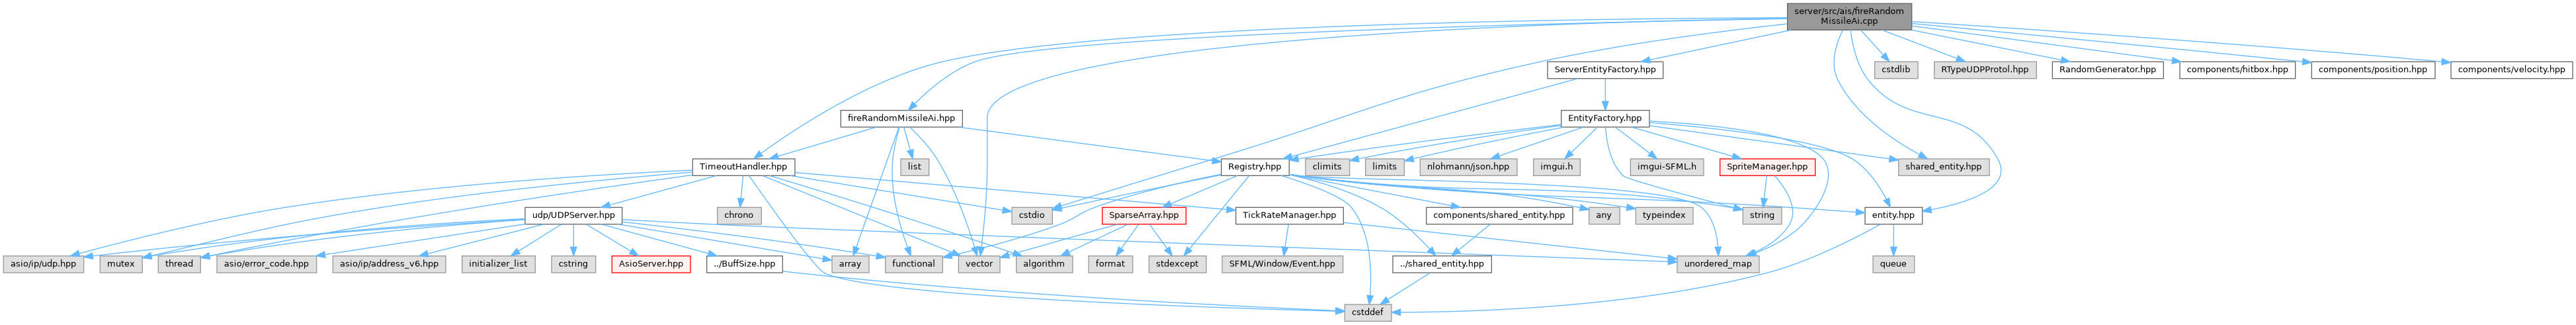 server/src/ais/fireRandom
MissileAi.cpp
ServerEntityFactory.hpp
cstdlib
RTypeUDPProtol.hpp
RandomGenerator.hpp
components/hitbox.hpp
components/position.hpp
components/velocity.hpp
fireRandomMissileAi.hpp
EntityFactory.hpp
TimeoutHandler.hpp
list
Registry.hpp
climits
limits
nlohmann/json.hpp
imgui.h
imgui-SFML.h
SpriteManager.hpp
shared_entity.hpp
udp/UDPServer.hpp
chrono
cstdio
SparseArray.hpp
TickRateManager.hpp
components/shared_entity.hpp
any
typeindex
string
entity.hpp
asio/ip/udp.hpp
mutex
thread
asio/error_code.hpp
asio/ip/address_v6.hpp
initializer_list
cstring
AsioServer.hpp
../BuffSize.hpp
array
functional
vector
algorithm
format
stdexcept
SFML/Window/Event.hpp
../shared_entity.hpp
unordered_map
queue
cstddef